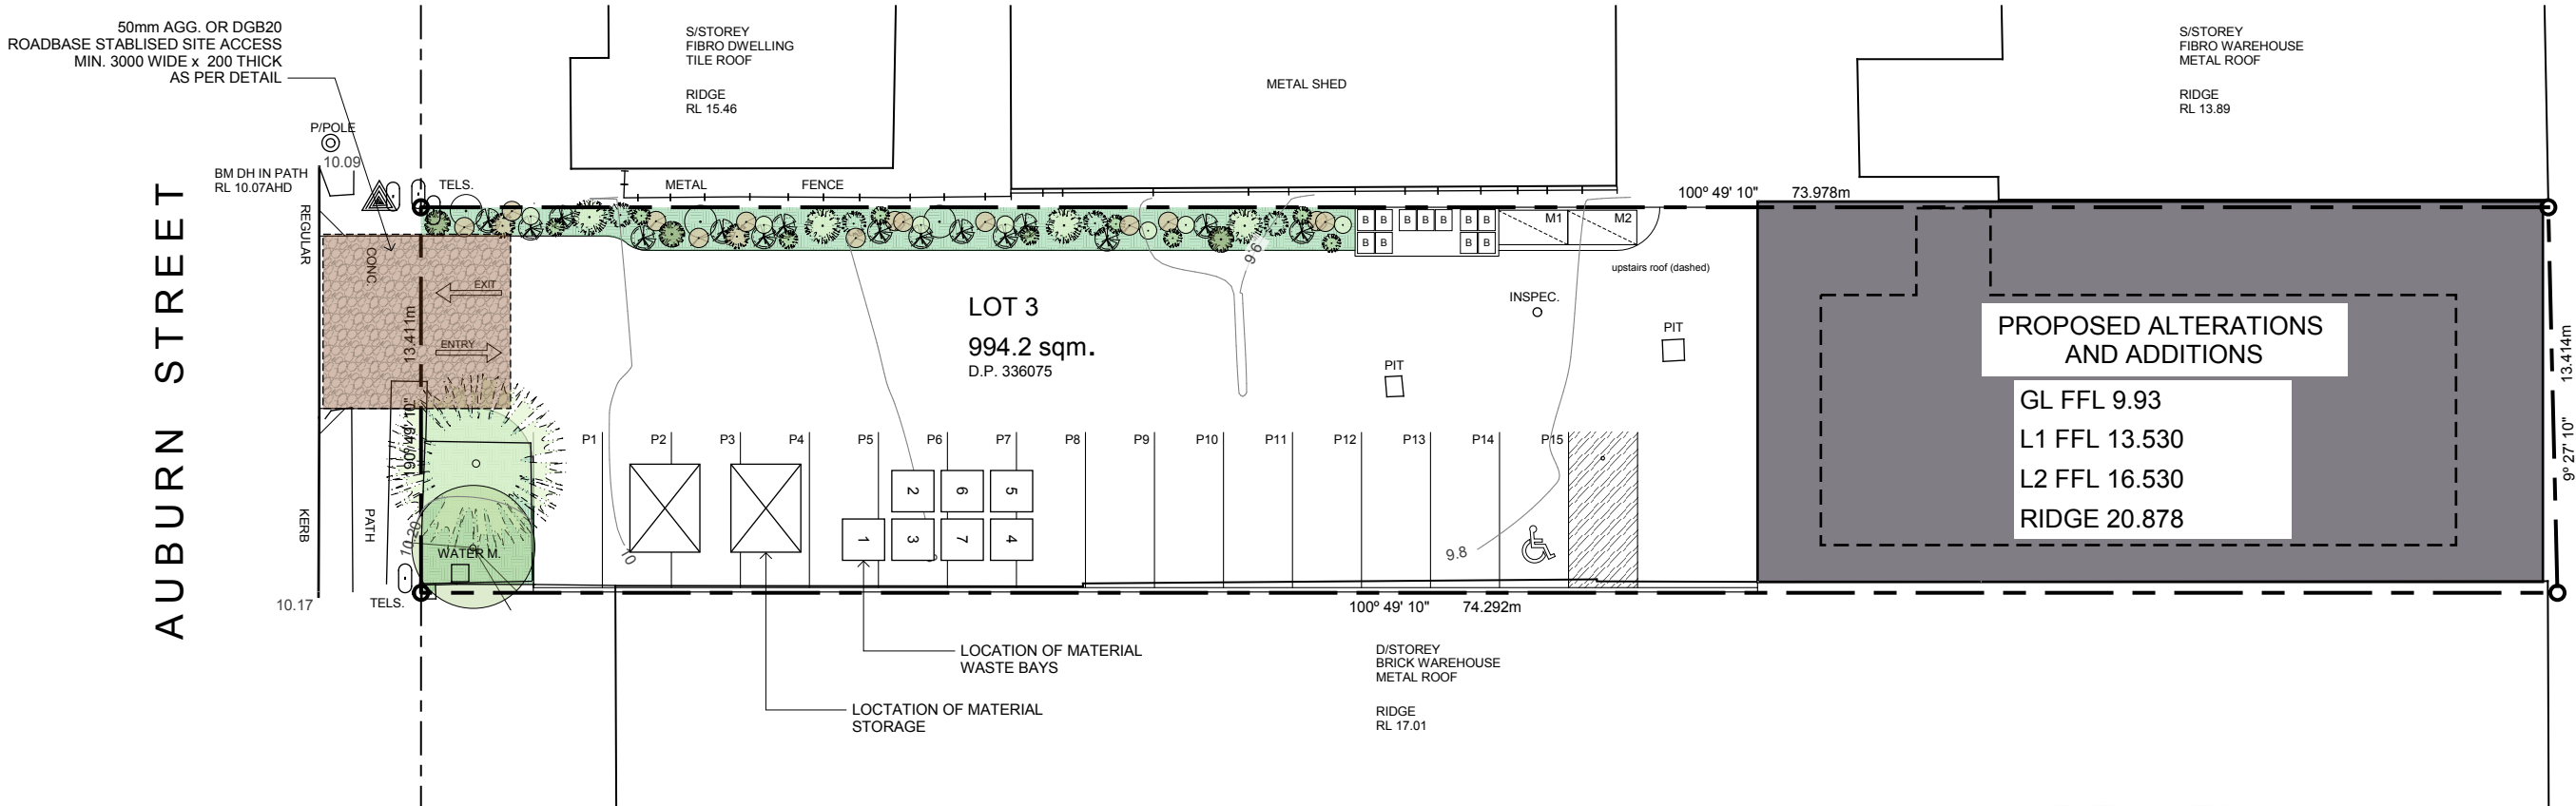 50mm AGG. OR DGB20
ROADBASE STABLISED SITE ACCESS
MIN. 3000 WIDE x 200 THICK
AS PER DETAIL
S/STOREY
FIBRO DWELLING
TILE ROOF
RIDGE
RL 15.46
METAL SHED
S/STOREY
FIBRO WAREHOUSE
METAL ROOF
RIDGE
RL 13.89
P/POLE
10.09
BM DH IN PATH
RL 10.07AHD
TELS.
METAL FENCE
100º 49' 10" 73.978m
AUBURN STREET
REGULAR
CONC.
EXIT
ENTRY
13.411m
190º 49' 10"
KERB
PATH
10.20
WATER M.
10.17
TELS.
B B B B B B B
B B B B
M1 M2
upstairs roof (dashed)
9.6
INSPEC.
PIT
PIT
LOT 3
994.2 sqm.
D.P. 336075
P1 P2 P3 P4 P5 P6 P7 P8 P9 P10 P11 P12 P13 P14 P15
2 6 5
1 3 7 4
10
9.8
PROPOSED ALTERATIONS
AND ADDITIONS
GL FFL 9.93
L1 FFL 13.530
L2 FFL 16.530
RIDGE 20.878
13.414m
9º 27' 10"
100º 49' 10" 74.292m
LOCATION OF MATERIAL
WASTE BAYS
LOCTATION OF MATERIAL
STORAGE
D/STOREY
BRICK WAREHOUSE
METAL ROOF
RIDGE
RL 17.01